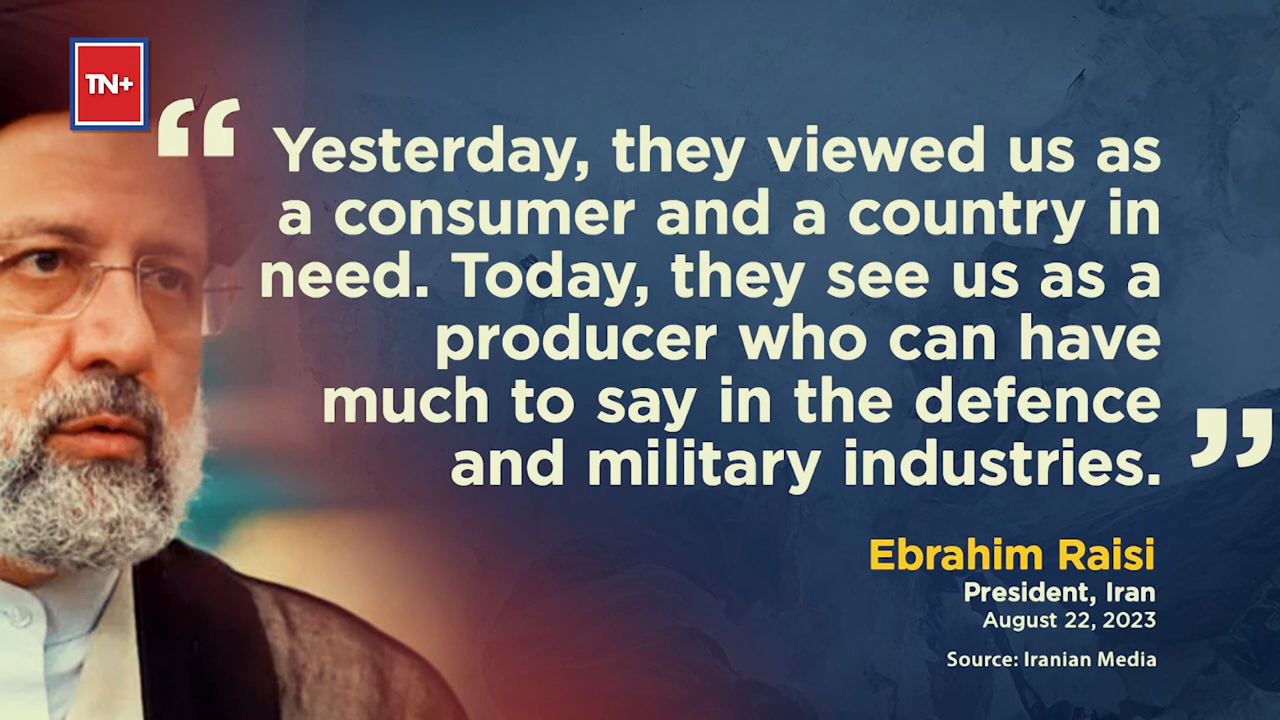 TN+
“ Yesterday, they viewed us as
a consumer and a country in
need. Today, they see us as a
producer who can have
much to say in the defence
and military industries. ”
Ebrahim Raisi
President, Iran
August 22, 2023
Source: Iranian Media